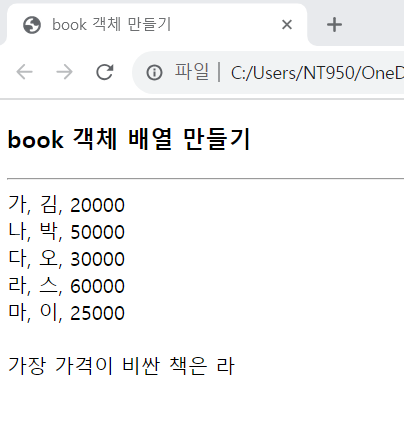 book 객체 만들기
파일 | C:/Users/NT950/OneD
book 객체 배열 만들기
가, 김, 20000
나, 박, 50000
다, 오, 30000
라, 스, 60000
마, 이, 25000
가장 가격이 비싼 책은 라